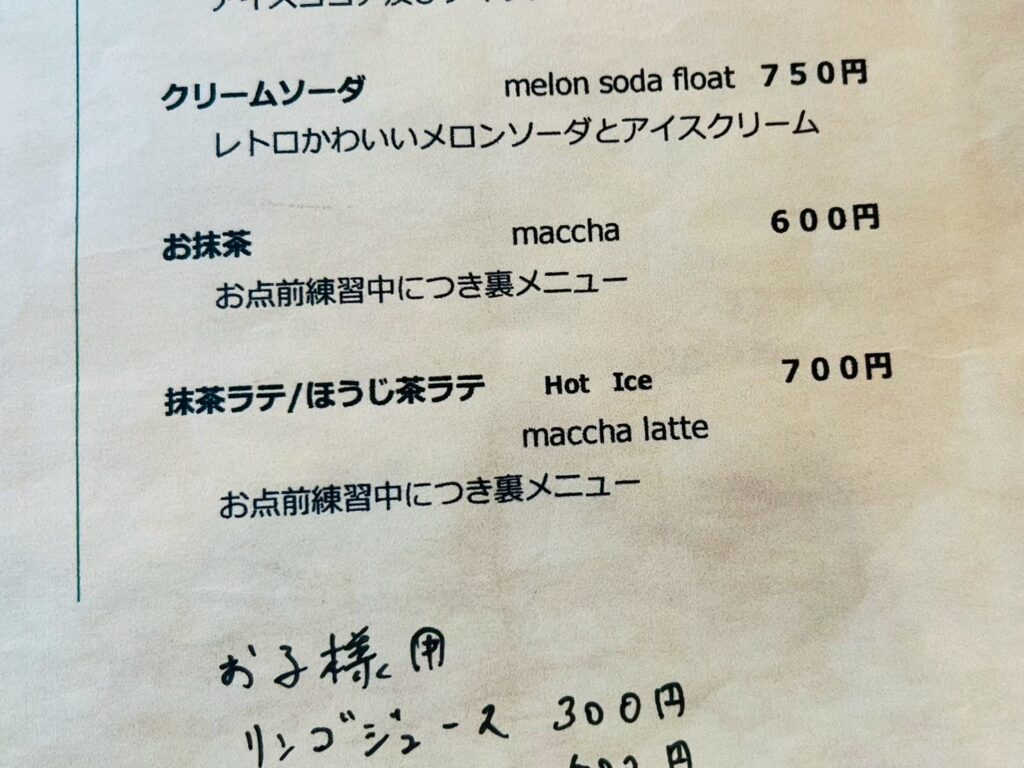 クリームソーダ melon soda float 750円
レトロかわいいメロンソーダとアイスクリーム
お抹茶 maccha 600円
お点前練習中につき裏メニュー
抹茶ラテ/ほうじ茶ラテ Hot Ice 700円
maccha latte
お点前練習中につき裏メニュー
お子様用
リンゴジュース 300円